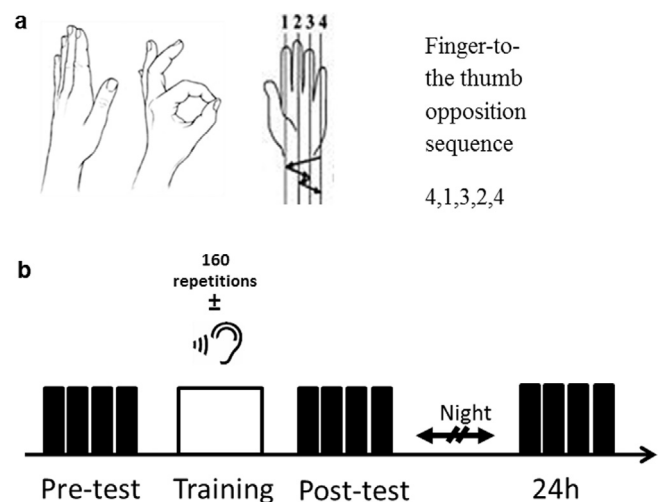 a
1 2 3 4
Finger-to-
the thumb
opposition
sequence
4,1,3,2,4
b
160
repetitions
±
Night
Pre-test Training Post-test 24h